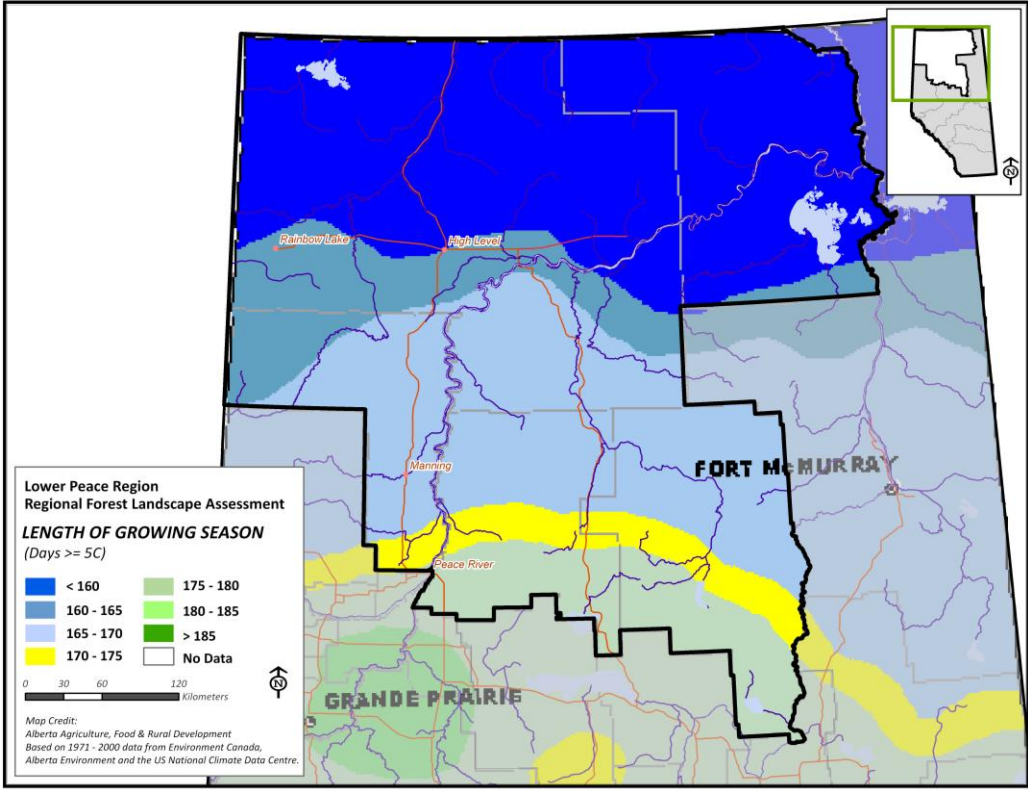 N
Rainbow Lake
High Level
FORT McMURRAY
Manning
Peace River
GRANDE PRAIRIE
Lower Peace Region
Regional Forest Landscape Assessment
LENGTH OF GROWING SEASON
(Days >= 5C)
< 160
160 - 165
165 - 170
170 - 175
175 - 180
180 - 185
> 185
No Data
0 30 60 120
Kilometers
N
Map Credit:
Alberta Agriculture, Food & Rural Development
Based on 1971 - 2000 data from Environment Canada,
Alberta Environment and the US National Climate Data Centre.